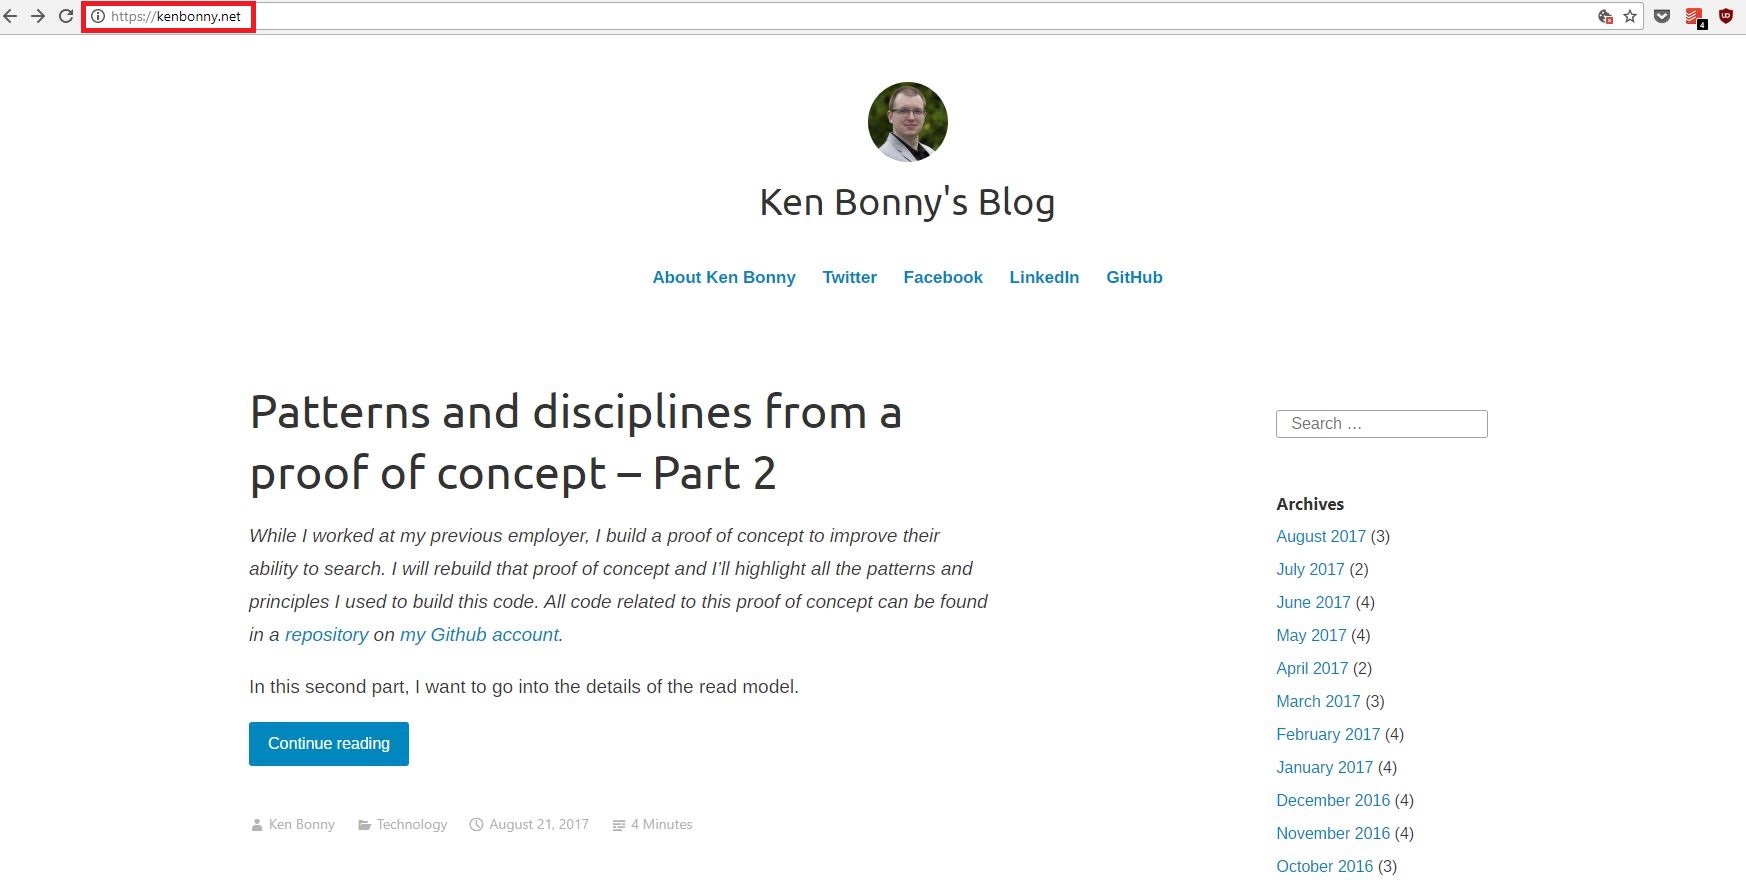 https://kenbonny.net
4
Ken Bonny's Blog
About Ken Bonny Twitter Facebook LinkedIn GitHub
Patterns and disciplines from a
proof of concept – Part 2
While I worked at my previous employer, I build a proof of concept to improve their
ability to search. I will rebuild that proof of concept and I’ll highlight all the patterns and
principles I used to build this code. All code related to this proof of concept can be found
in a repository on my Github account.
In this second part, I want to go into the details of the read model.
Continue reading
Ken Bonny Technology August 21, 2017 4 Minutes
Search …
Archives
August 2017 (3)
July 2017 (2)
June 2017 (4)
May 2017 (4)
April 2017 (2)
March 2017 (3)
February 2017 (4)
January 2017 (4)
December 2016 (4)
November 2016 (4)
October 2016 (3)